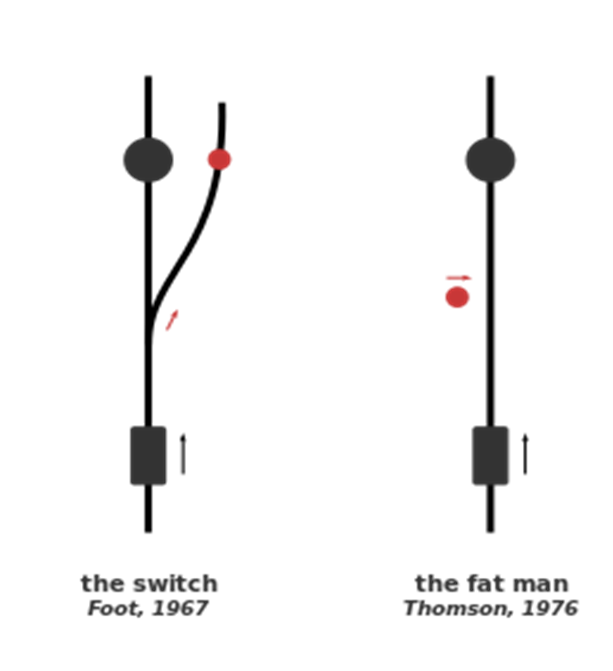 the switch
Foot, 1967
the fat man
Thomson, 1976